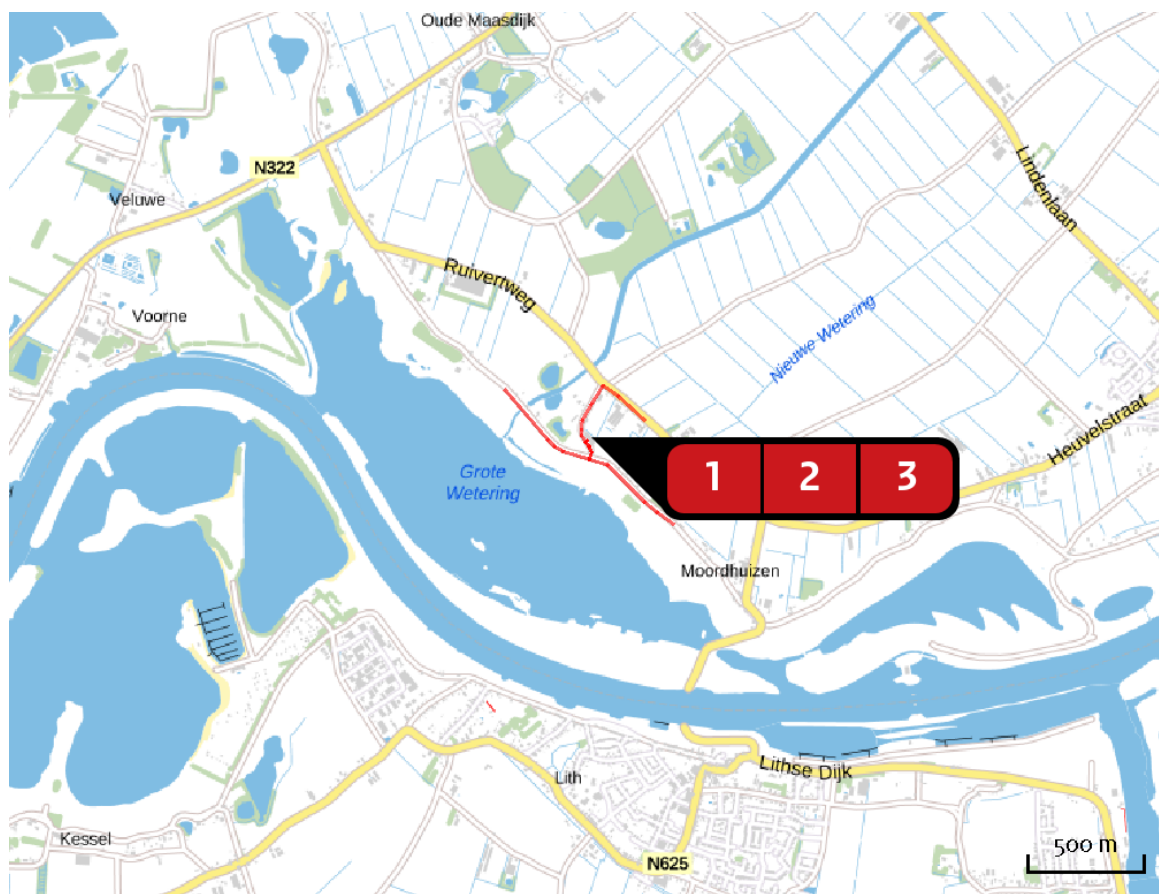 Oude Maasdijk
N322
Lindenlaan
Veluwe
Ruivertweg
Voorne
Nieuwe Wetering
Heuvelstraat
Grote
Wetering
1 2 3
Moordhuizen
Lithse Dijk
Lith
Kessel
N625
500 m